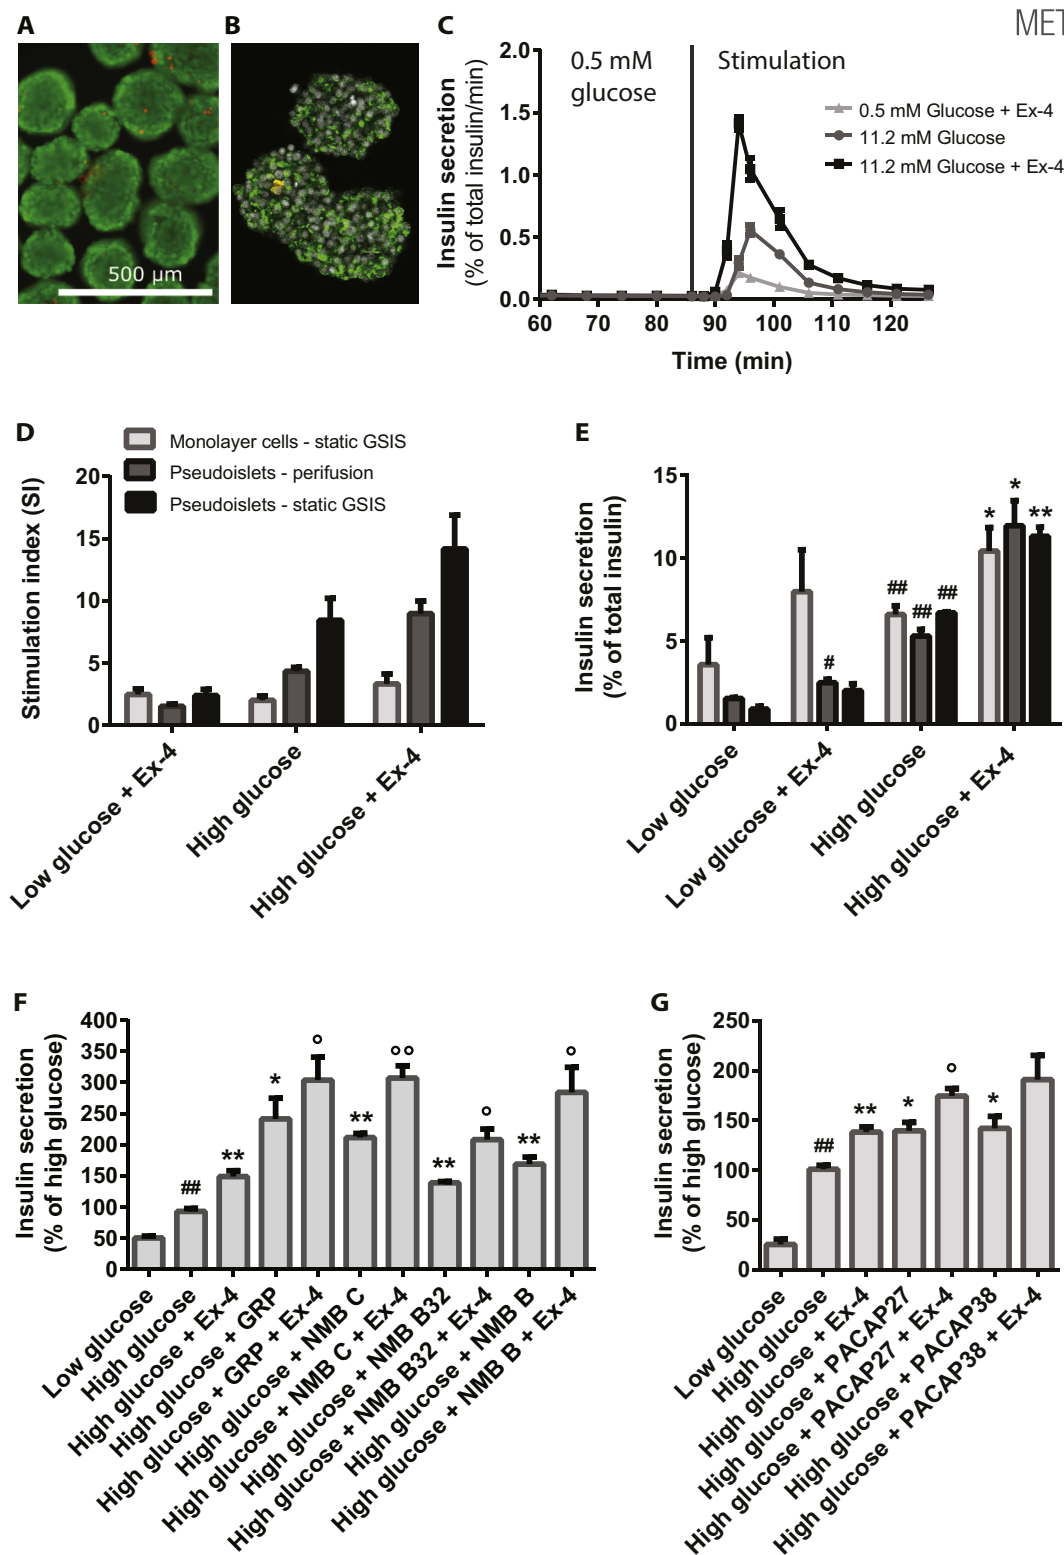 MET
A
B
C
500 µm
Insulin secretion
(% of total insulin/min)
2.0
1.5
1.0
0.5
0.0
0.5 mM
glucose
Stimulation
0.5 mM Glucose + Ex-4
11.2 mM Glucose
11.2 mM Glucose + Ex-4
60 70 80 90 100 110 120
Time (min)
D
Monolayer cells - static GSIS
Pseudoislets - perifusion
Pseudoislets - static GSIS
Stimulation index (SI)
20
15
10
5
0
Low glucose + Ex-4
High glucose
High glucose + Ex-4
E
Insulin secretion
(% of total insulin)
15
10
5
0
# ## ## ## * * **
Low glucose
Low glucose + Ex-4
High glucose
High glucose + Ex-4
F
Insulin secretion
(% of high glucose)
400
350
300
250
200
150
100
50
0
## ** * ° ** °° ** ° ** °
Low glucose
High glucose
High glucose + Ex-4
High glucose + GRP
High glucose + GRP + Ex-4
High glucose + NMB C
High glucose + NMB C + Ex-4
High glucose + NMB B32
High glucose + NMB B32 + Ex-4
High glucose + NMB B
High glucose + NMB B + Ex-4
G
Insulin secretion
(% of high glucose)
250
200
150
100
50
0
## ** * ° *
Low glucose
High glucose
High glucose + Ex-4
High glucose + PACAP27
High glucose + PACAP27 + Ex-4
High glucose + PACAP38
High glucose + PACAP38 + Ex-4